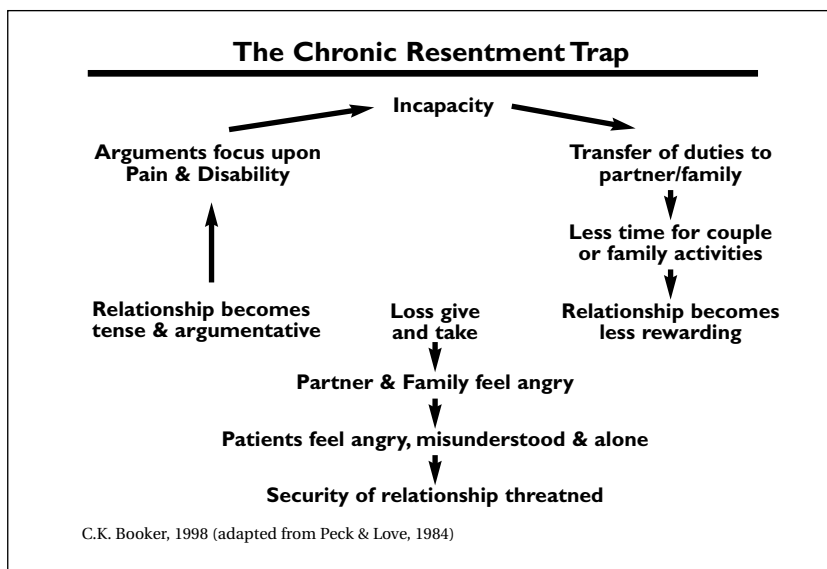 The Chronic Resentment Trap
Incapacity
Arguments focus upon
Pain & Disability
Transfer of duties to
partner/family
Less time for couple
or family activities
Relationship becomes
tense & argumentative
Loss give
and take
Relationship becomes
less rewarding
Partner & Family feel angry
Patients feel angry, misunderstood & alone
Security of relationship threatned
C.K. Booker, 1998 (adapted from Peck & Love, 1984)